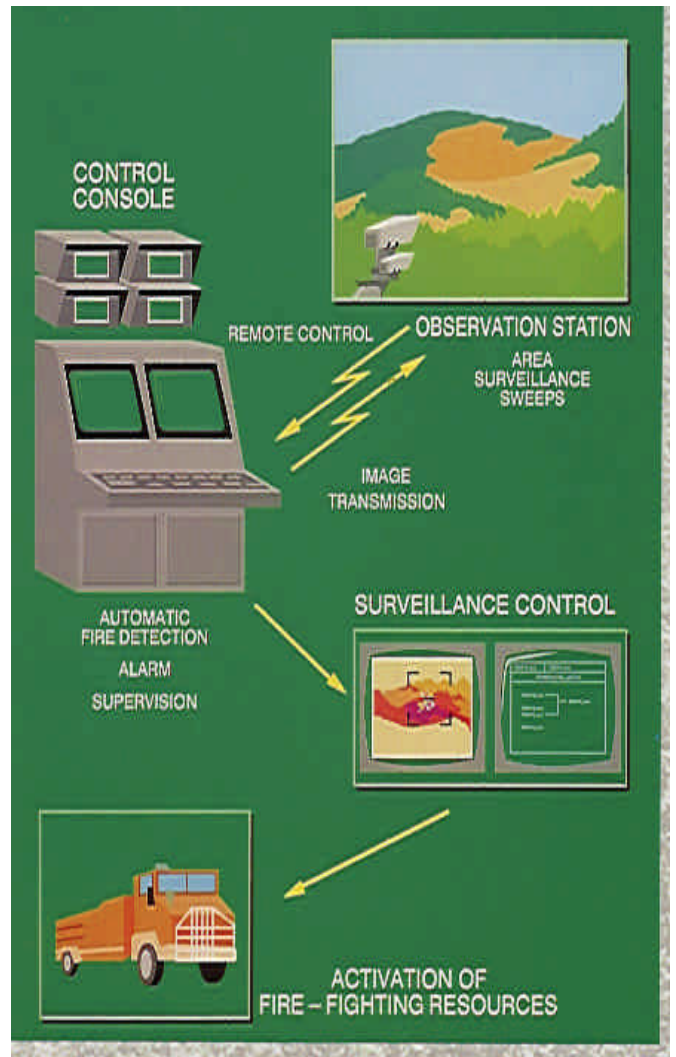 CONTROL
CONSOLE
REMOTE CONTROL
OBSERVATION STATION
AREA
SURVEILLANCE
SWEEPS
IMAGE
TRANSMISSION
AUTOMATIC
FIRE DETECTION
ALARM
SUPERVISION
SURVEILLANCE CONTROL
ACTIVATION OF
FIRE – FIGHTING RESOURCES